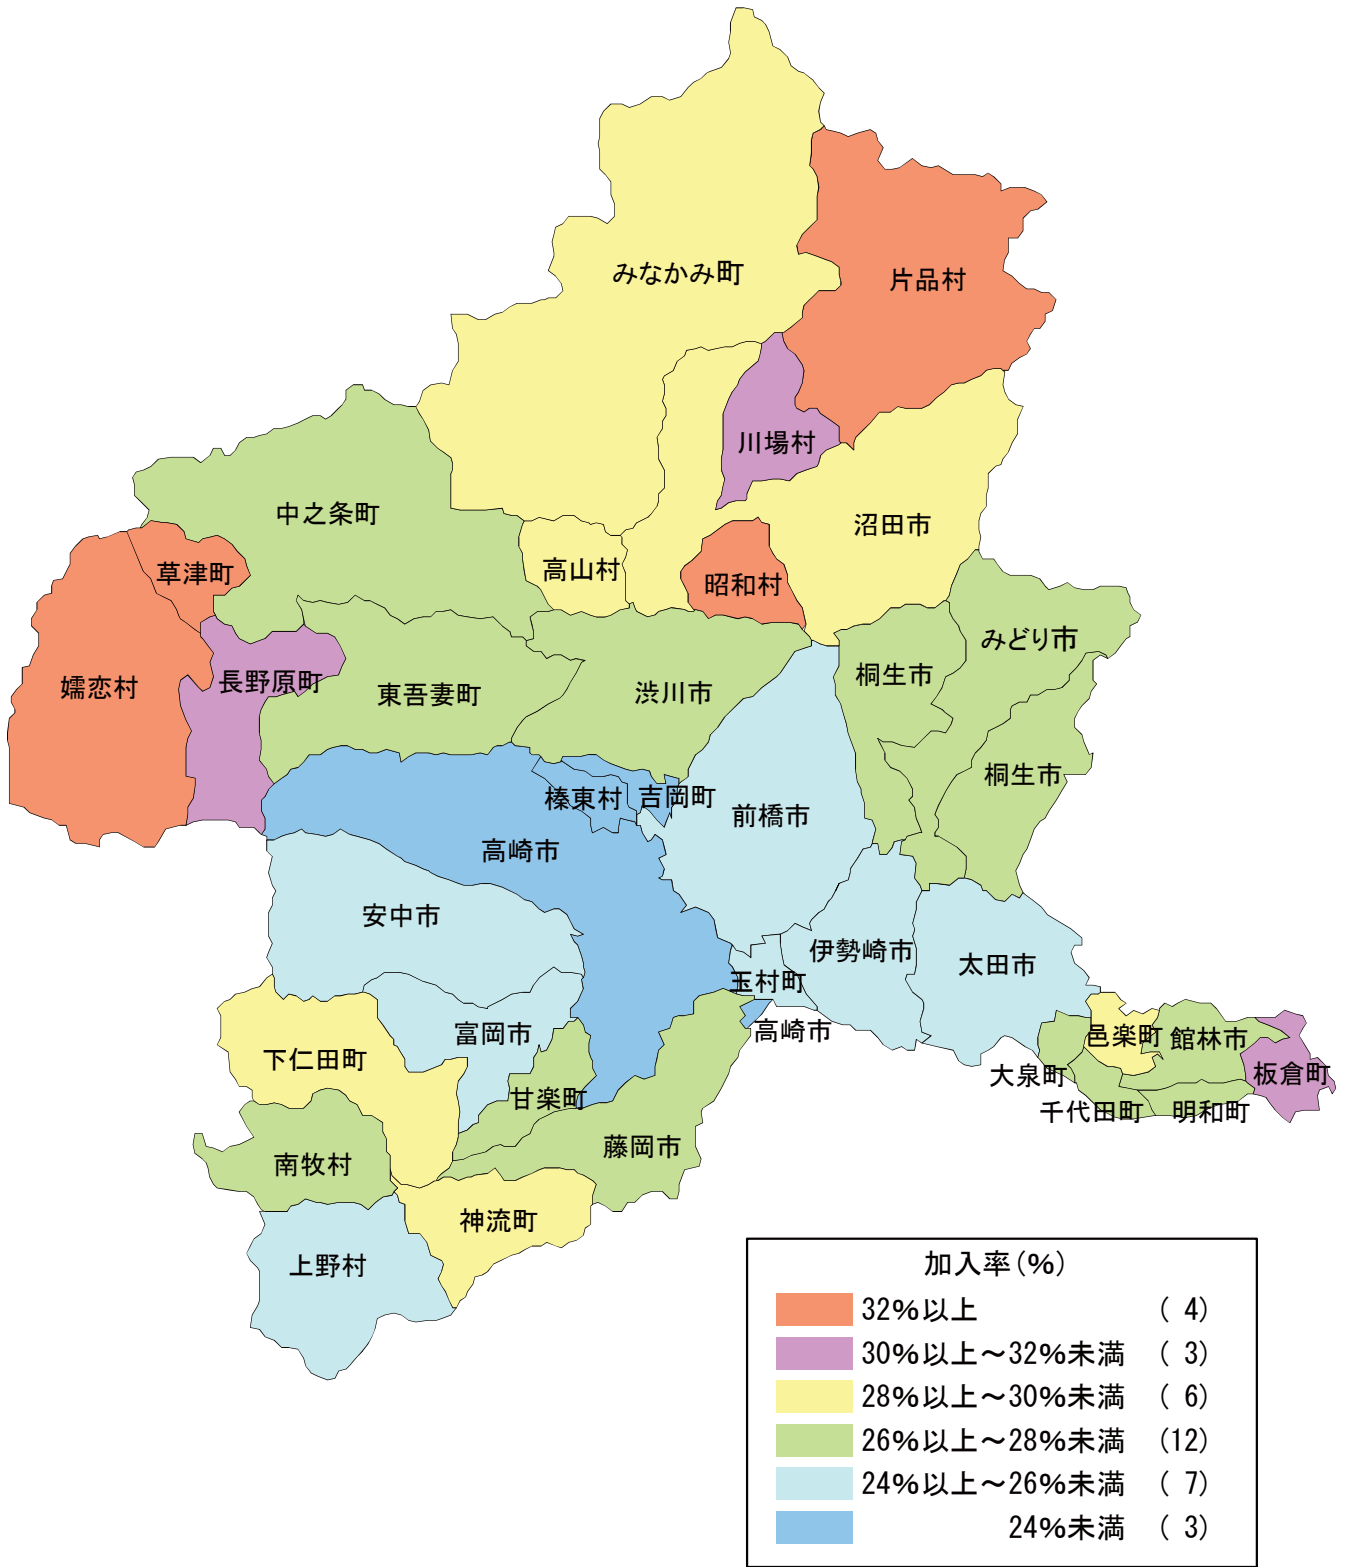 みなかみ町
片品村
川場村
中之条町
沼田市
高山村
草津町
昭和村
みどり市
桐生市
長野原町
嬬恋村
東吾妻町
渋川市
桐生市
榛東村
吉岡町
前橋市
高崎市
安中市
伊勢崎市
太田市
玉村町
富岡市
高崎市
邑楽町
館林市
下仁田町
大泉町
板倉町
甘楽町
千代田町
明和町
藤岡市
南牧村
神流町
上野村
加入率(%)
32%以上 ( 4)
30%以上～32%未満 ( 3)
28%以上～30%未満 ( 6)
26%以上～28%未満 (12)
24%以上～26%未満 ( 7)
24%未満 ( 3)